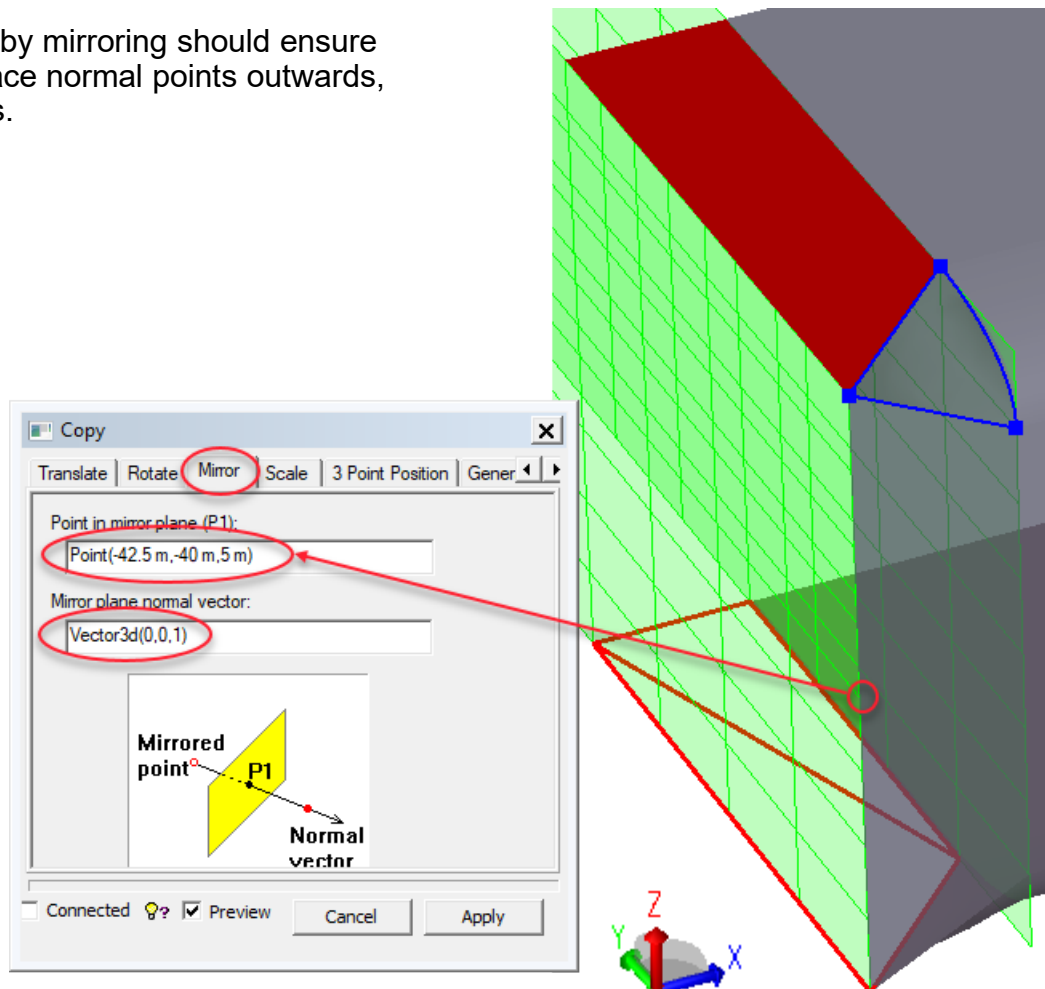 by mirroring should ensure
ace normal points outwards,
s.
Copy
Translate Rotate Mirror Scale 3 Point Position Gener
Point in mirror plane (P1):
Point(-42.5 m,-40 m,5 m)
Mirror plane normal vector:
Vector3d(0,0,1)
Mirrored
point
P1
Normal
vector
Connected ?? Preview Cancel Apply
Z
Y
X